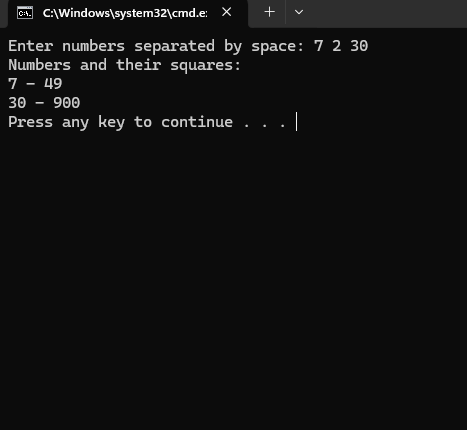 C:\Windows\system32\cmd.e:
Enter numbers separated by space: 7 2 30
Numbers and their squares:
7 - 49
30 - 900
Press any key to continue . . .